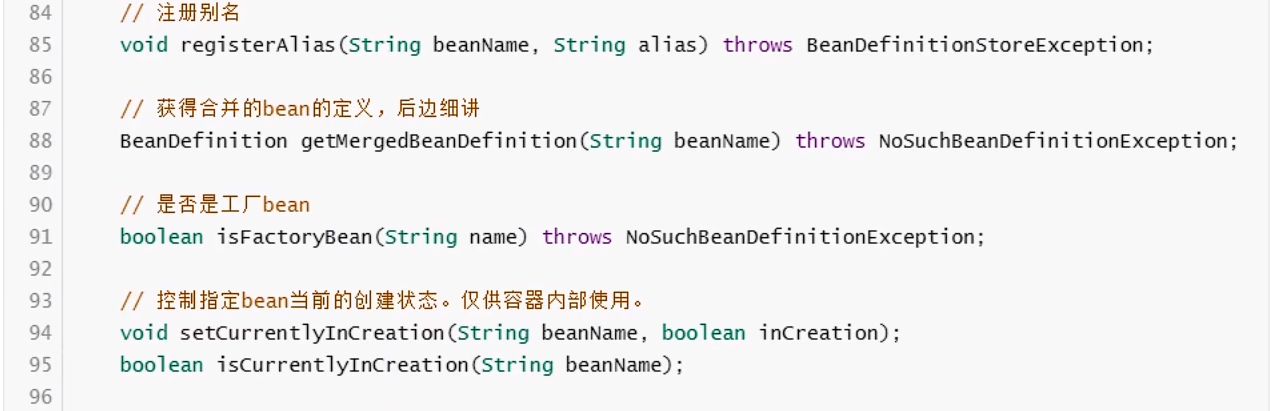 84 // 注册别名
85 void registerAlias(String beanName, String alias) throws BeanDefinitionStoreException;
86
87 // 获得合并的bean的定义，后边细讲
88 BeanDefinition getMergedBeanDefinition(String beanName) throws NoSuchBeanDefinitionException;
89
90 // 是否是工厂bean
91 boolean isFactoryBean(String name) throws NoSuchBeanDefinitionException;
92
93 // 控制指定bean当前的创建状态。仅供容器内部使用。
94 void setCurrentlyInCreation(String beanName, boolean inCreation);
95 boolean isCurrentlyInCreation(String beanName);
96